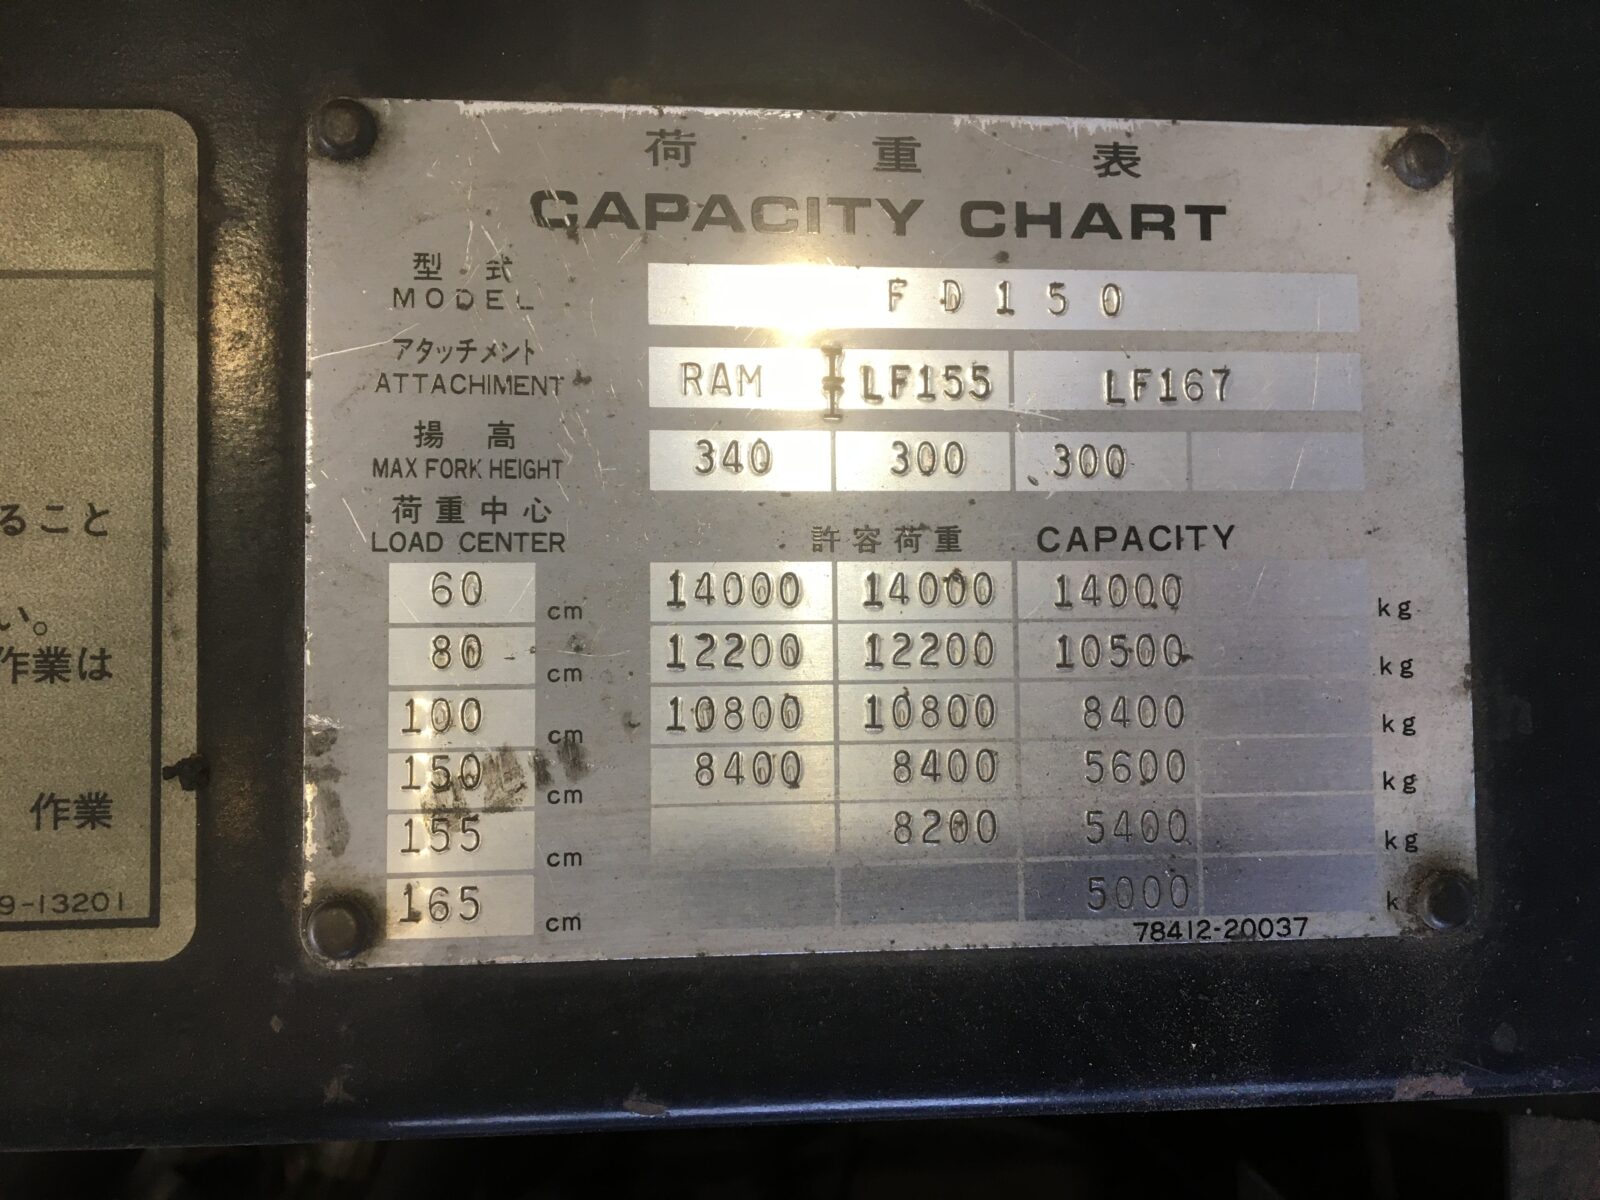 荷重表
CAPACITY CHART
型式
MODEL
FD150
アタッチメント
ATTACHIMENT
RAM LF155 LF167
揚高
MAX FORK HEIGHT
340 300 300
荷重中心
LOAD CENTER
許容荷重 CAPACITY
60 cm 14000 14000 14000 kg
80 cm 12200 12200 10500 kg
100 cm 10800 10800 8400 kg
150 cm 8400 8400 5600 kg
155 cm 8200 5400 kg
165 cm 5000 k
78412-20037
ること
い。
作業は
作業
9-13201